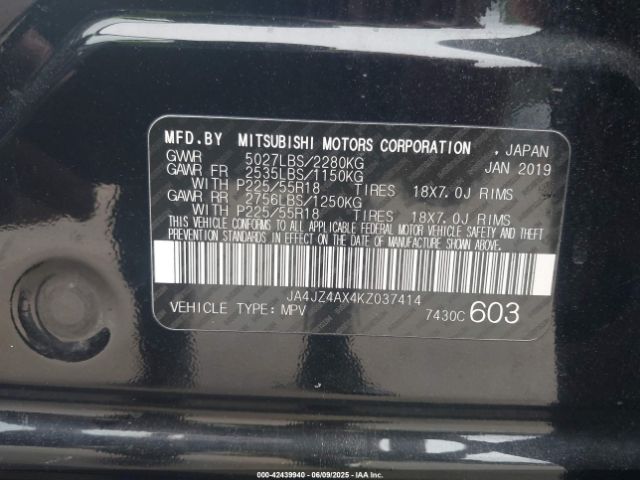 MFD.BY MITSUBISHI MOTORS CORPORATION , JAPAN
GVWR 5027LBS/2280KG JAN 2019
GAWR FR 2535LBS/1150KG
WITH P225/55R18 TIRES 18X7.0J RIMS
GAWR RR 2756LBS/1250KG
WITH P225/55R18 TIRES 18X7.0J RIMS
THIS VEHICLE CONFORMS TO ALL APPLICABLE FEDERAL MOTOR VEHICLE SAFETY AND THEFT
PREVENTION STANDARDS IN EFFECT ON THE DATE OF MANUFACTURE SHOWN ABOVE.
JA4JZ4AX4KZ037414
VEHICLE TYPE: MPV 7430C 603
000-42439940 - 06/09/2025 - © IAA Holdings, LLC